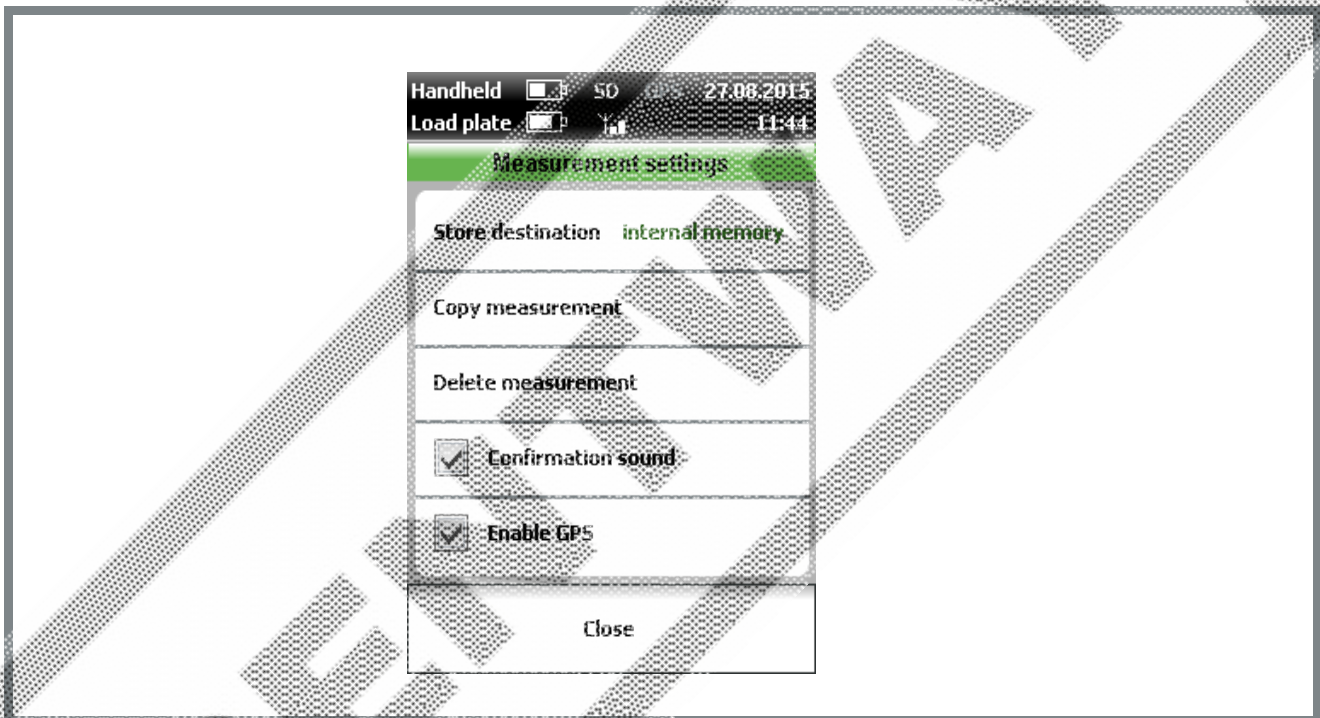 Handheld SD GPS 27.08.2015
Load plate 11:44
Measurement settings
Store destination internal memory
Copy measurement
Delete measurement
Confirmation sound
Enable GPS
Close